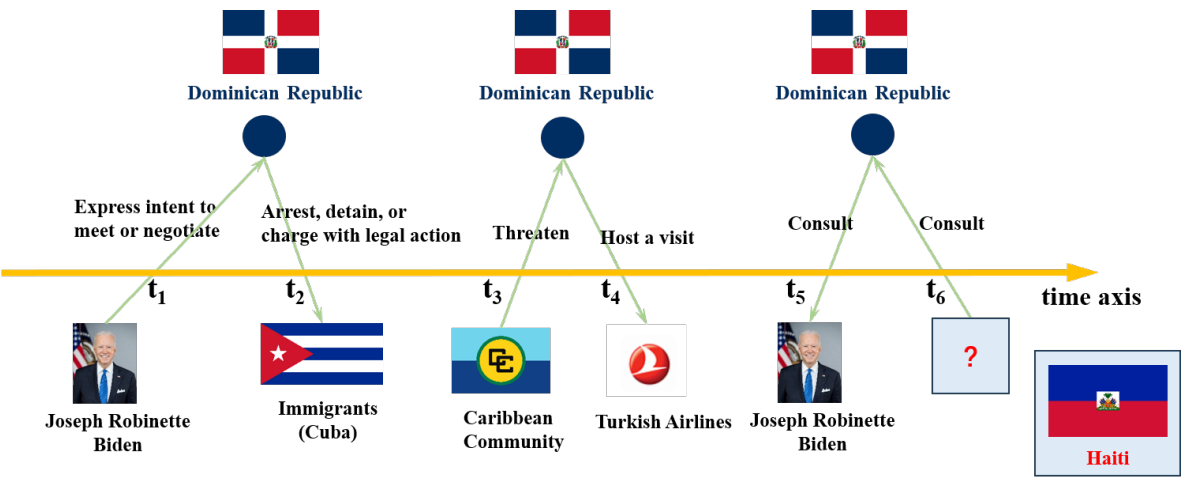 Dominican Republic
Dominican Republic
Dominican Republic
Express intent to
meet or negotiate
Arrest, detain, or
charge with legal action
Threaten
Host a visit
Consult
Consult
t1
t2
t3
t4
t5
t6
time axis
Joseph Robinette
Biden
Immigrants
(Cuba)
CC
Caribbean
Community
Turkish Airlines
Joseph Robinette
Biden
?
Haiti